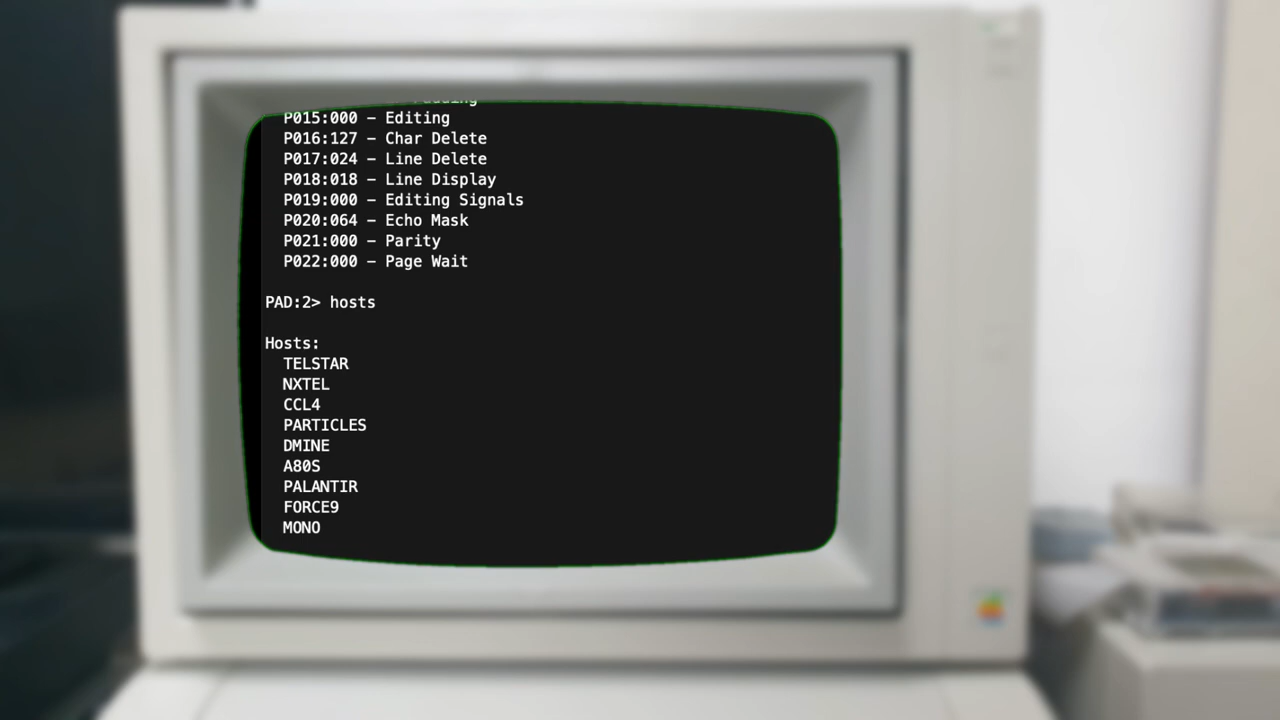 P015:000 – Editing
P016:127 – Char Delete
P017:024 – Line Delete
P018:018 – Line Display
P019:000 – Editing Signals
P020:064 – Echo Mask
P021:000 – Parity
P022:000 – Page Wait
PAD:2> hosts
Hosts:
TELSTAR
NXTEL
CCL4
PARTICLES
DMINE
A80S
PALANTIR
FORCE9
MONO